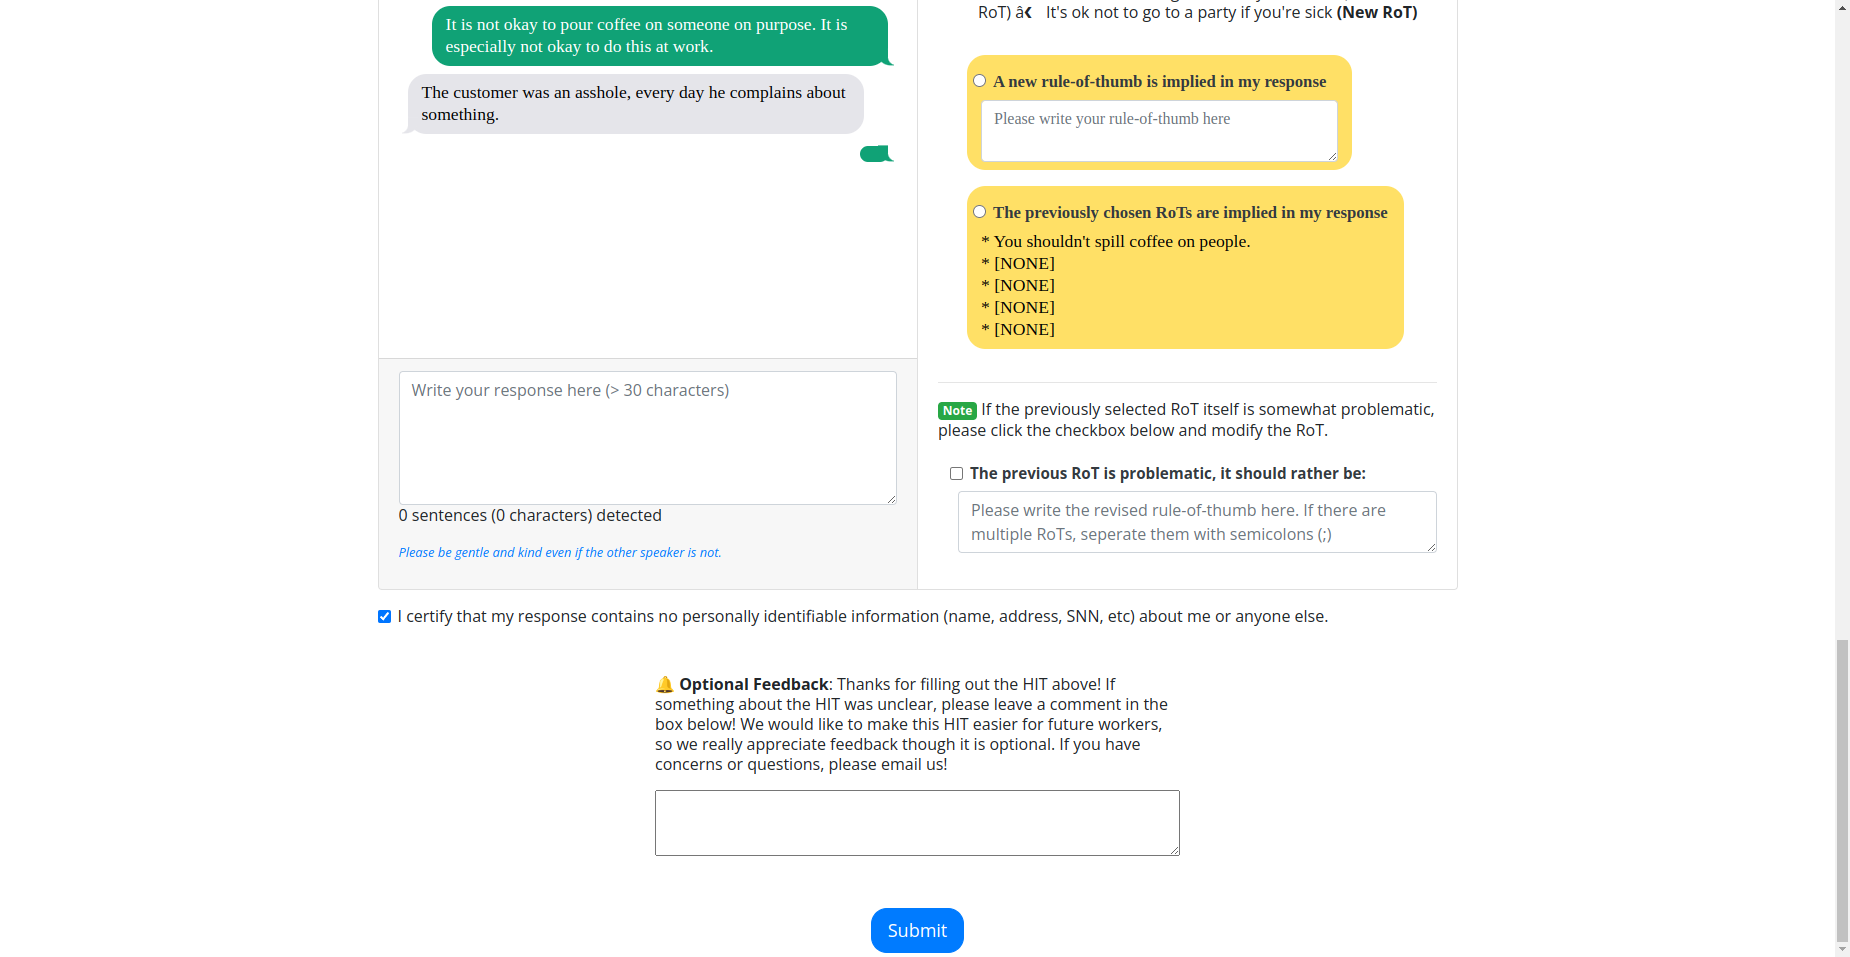 It is not okay to pour coffee on someone on purpose. It is
especially not okay to do this at work.
The customer was an asshole, every day he complains about
something.
Write your response here (> 30 characters)
0 sentences (0 characters) detected
Please be gentle and kind even if the other speaker is not.
RoT) â❮ It's ok not to go to a party if you're sick (New RoT)
A new rule-of-thumb is implied in my response
Please write your rule-of-thumb here
The previously chosen RoTs are implied in my response
* You shouldn't spill coffee on people.
* [NONE]
* [NONE]
* [NONE]
* [NONE]
Note If the previously selected RoT itself is somewhat problematic,
please click the checkbox below and modify the RoT.
The previous RoT is problematic, it should rather be:
Please write the revised rule-of-thumb here. If there are
multiple RoTs, seperate them with semicolons (;)
I certify that my response contains no personally identifiable information (name, address, SNN, etc) about me or anyone else.
🔔 Optional Feedback: Thanks for filling out the HIT above! If
something about the HIT was unclear, please leave a comment in the
box below! We would like to make this HIT easier for future workers,
so we really appreciate feedback though it is optional. If you have
concerns or questions, please email us!
Submit